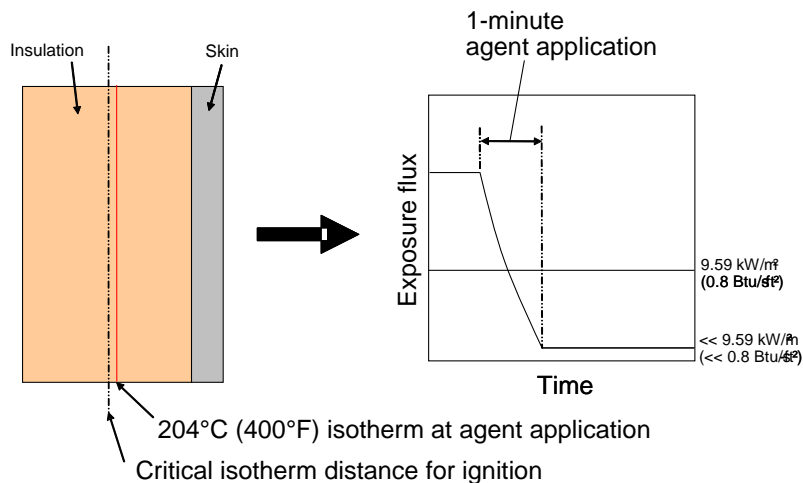 Insulation
Skin
1-minute
agent application
Exposure flux
9.59 kW/m²
(0.8 Btu/sft²)
<< 9.59 kW/m
(<< 0.8 Btu/sft²)
Time
204°C (400°F) isotherm at agent application
Critical isotherm distance for ignition